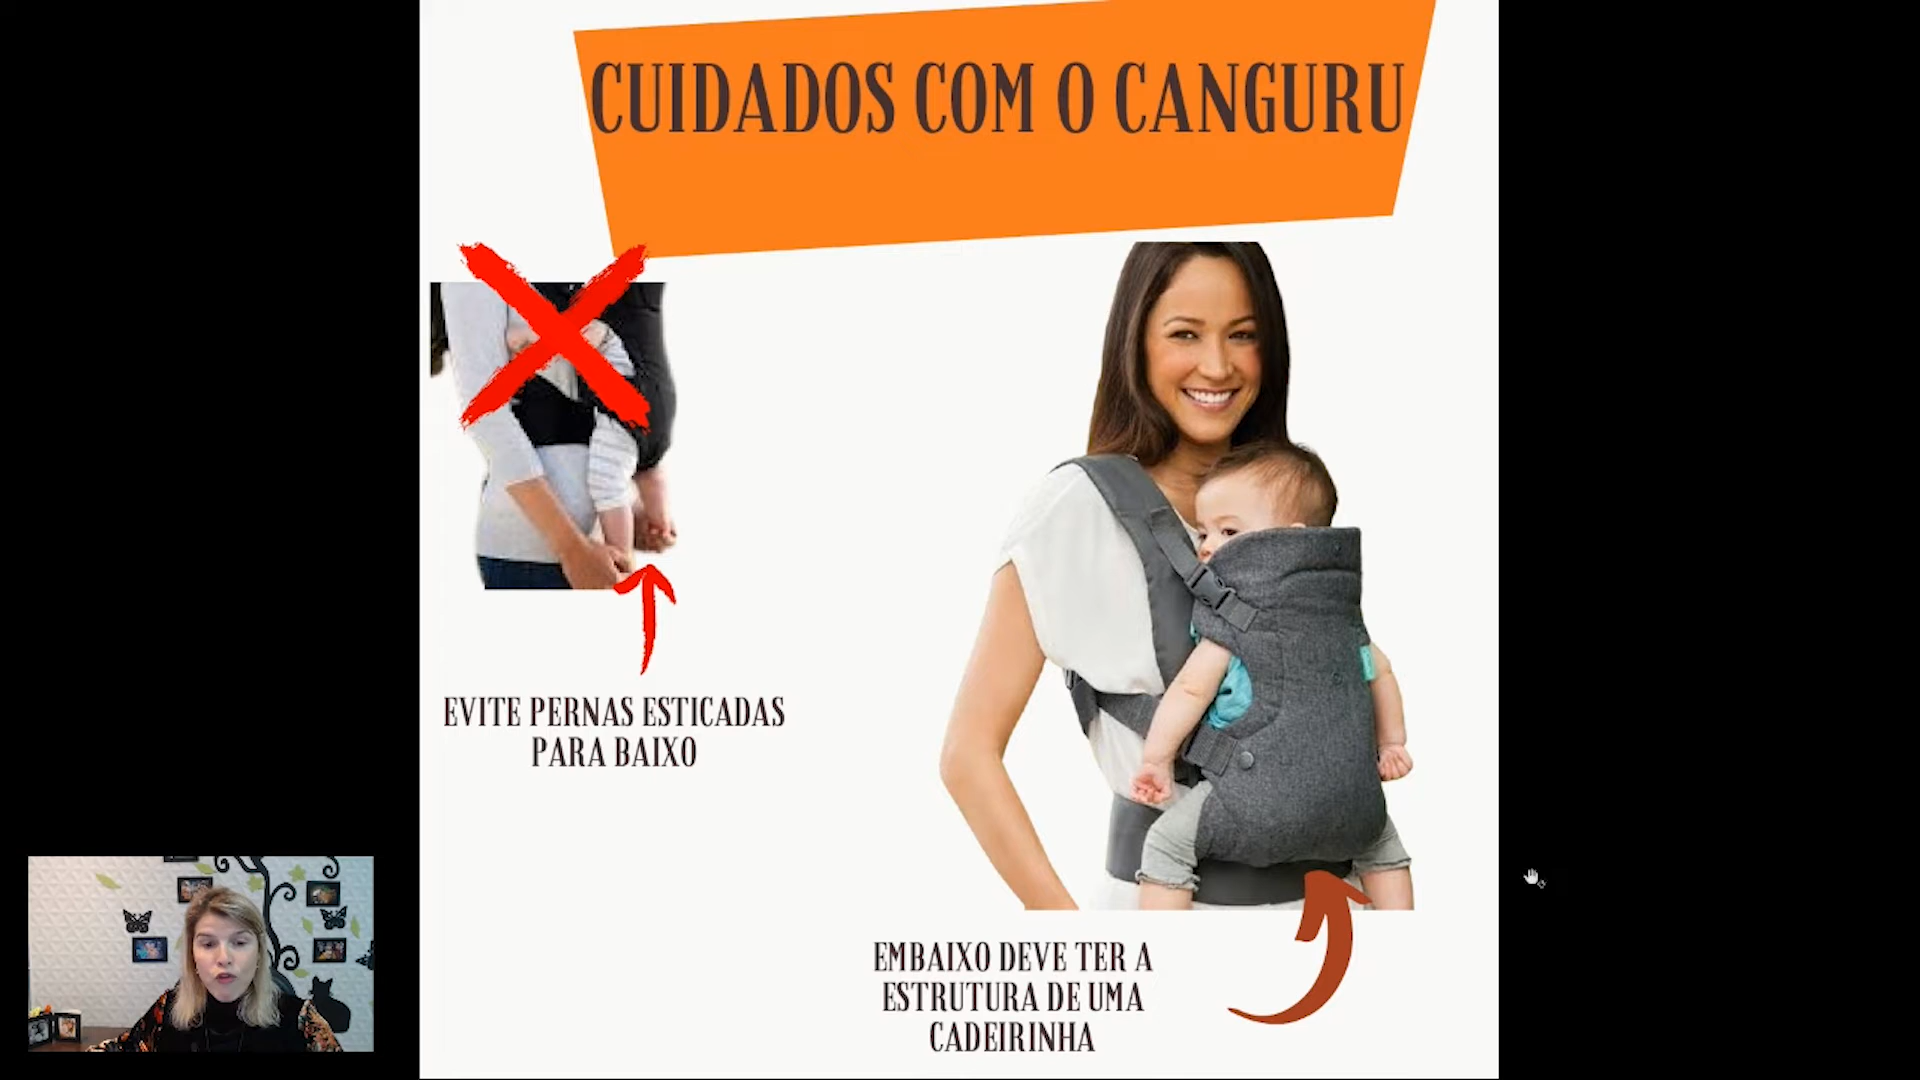 CUIDADOS COM O CANGURU
EVITE PERNAS ESTICADAS
PARA BAIXO
EMBAIXO DEVE TER A
ESTRUTURA DE UMA
CADEIRINHA